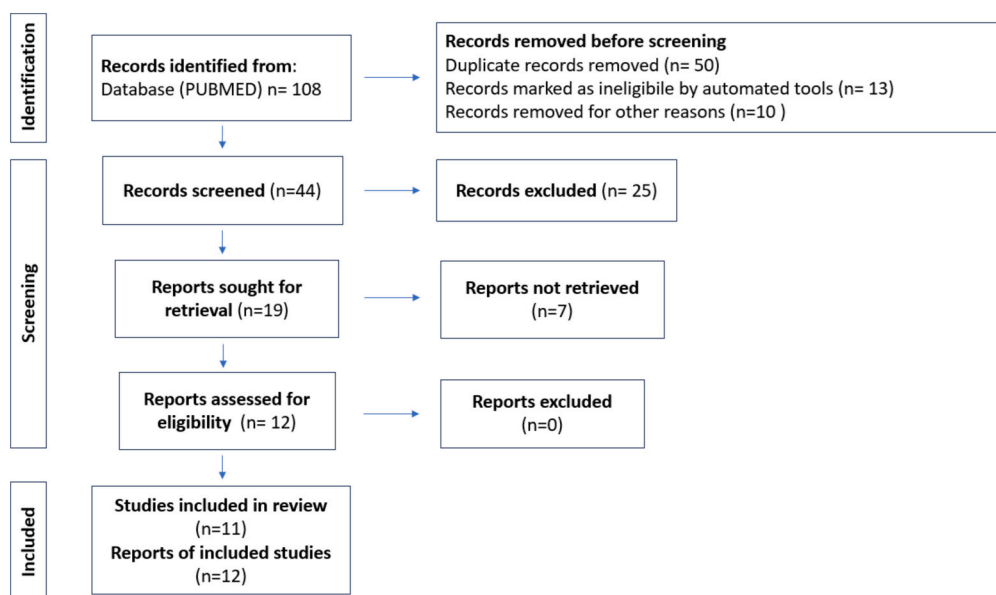 Identification
Records identified from:
Database (PUBMED) n= 108
Records removed before screening
Duplicate records removed (n= 50)
Records marked as ineligibile by automated tools (n= 13)
Records removed for other reasons (n=10 )
Screening
Records screened (n=44)
Records excluded (n= 25)
Reports sought for
retrieval (n=19)
Reports not retrieved
(n=7)
Reports assessed for
eligibility (n= 12)
Reports excluded
(n=0)
Included
Studies included in review
(n=11)
Reports of included studies
(n=12)